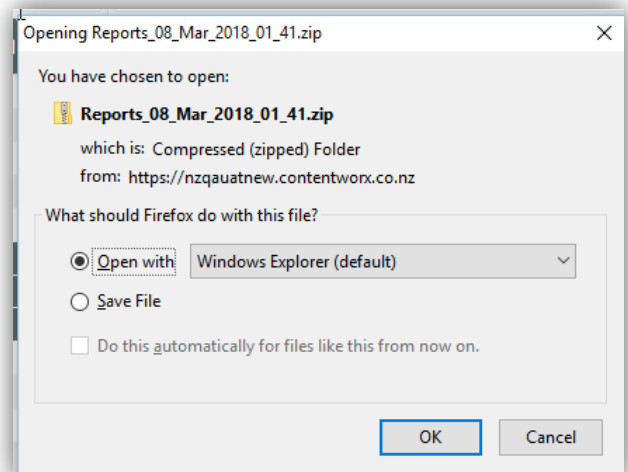 Opening Reports_08_Mar_2018_01_41.zip
You have chosen to open:
Reports_08_Mar_2018_01_41.zip
which is: Compressed (zipped) Folder
from: https://nzqauatnew.contentworx.co.nz
What should Firefox do with this file?
Open with Windows Explorer (default)
Save File
Do this automatically for files like this from now on.
OK Cancel